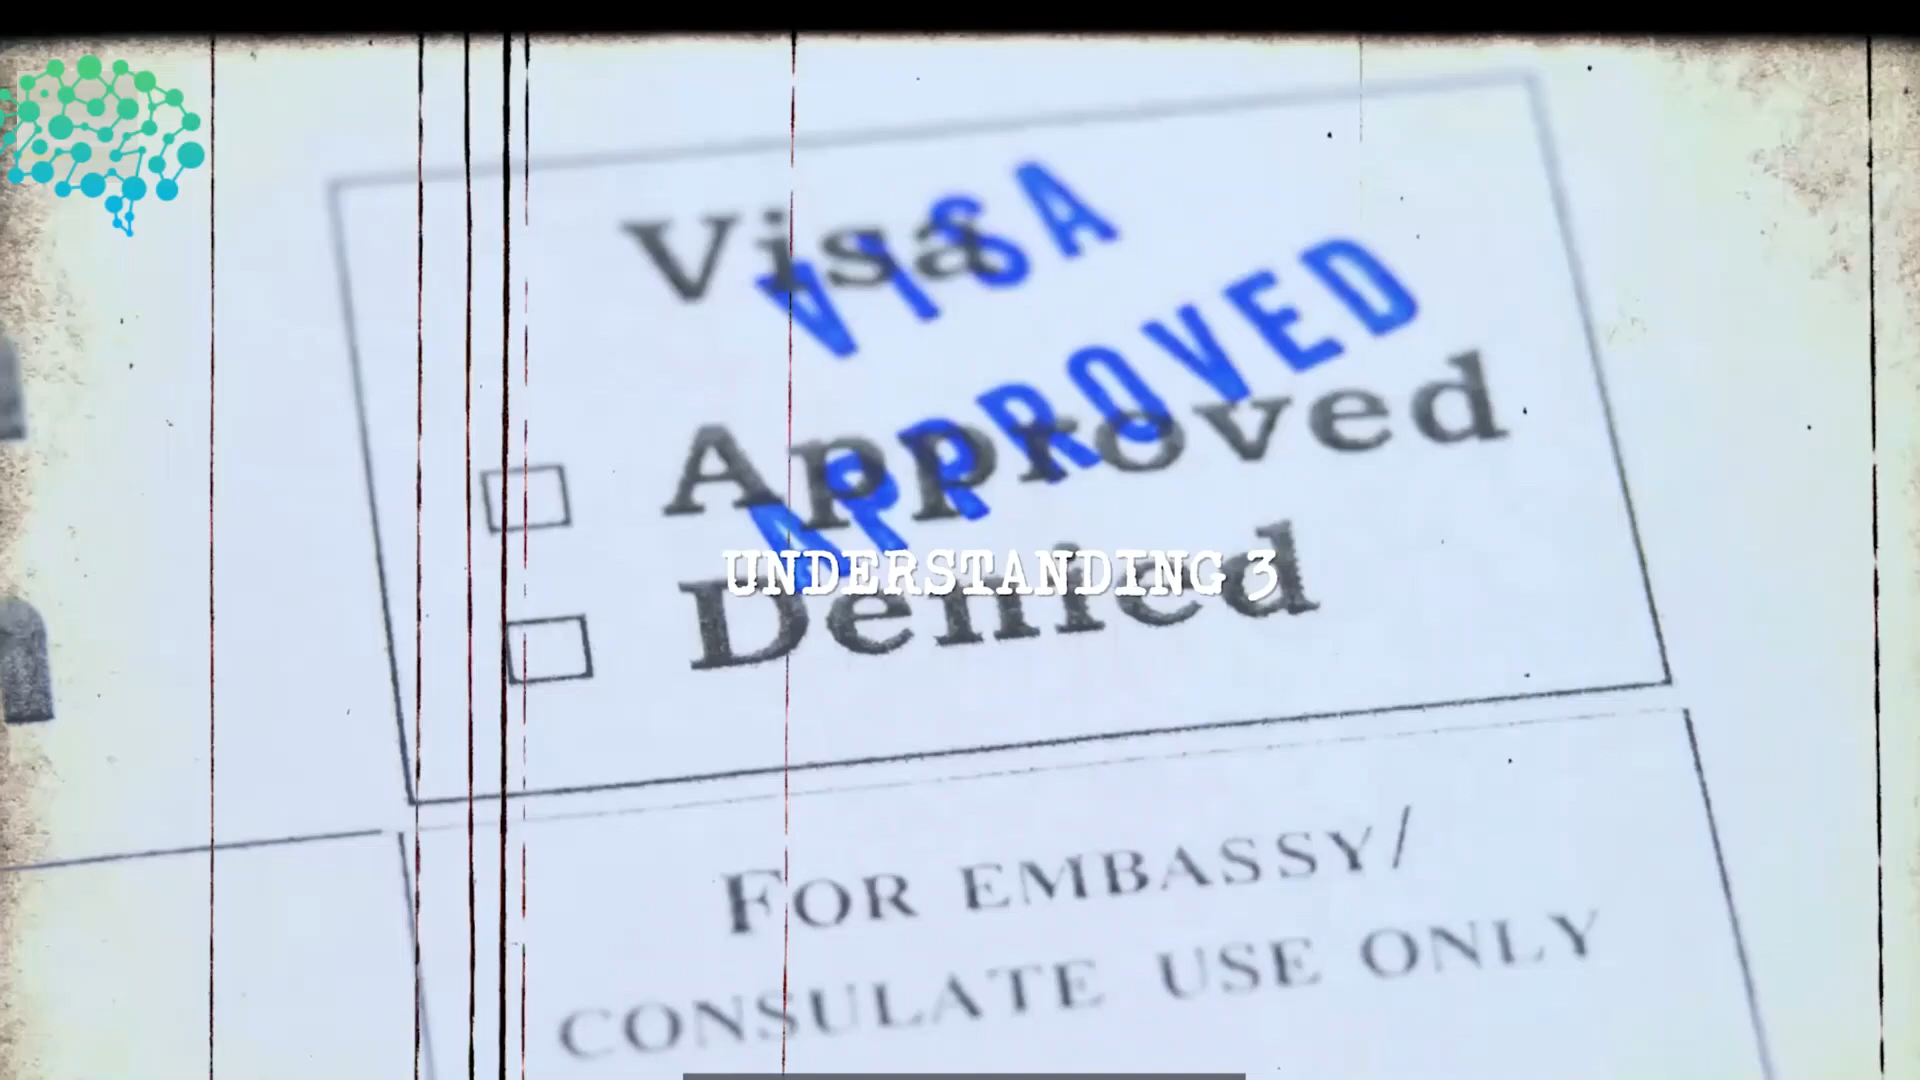 Visa
VISA
APPROVED
Approved
UNDERSTANDING 3
Denied
FOR EMBASSY/
CONSULATE USE ONLY